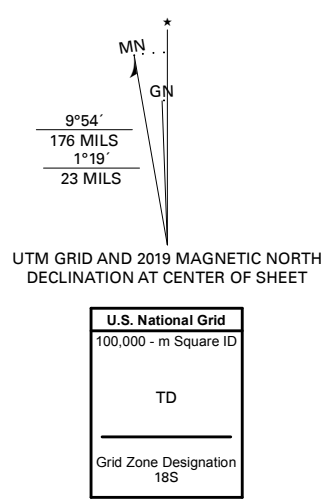 ★
MN
GN
9°54´
176 MILS
1°19´
23 MILS
UTM GRID AND 2019 MAGNETIC NORTH
DECLINATION AT CENTER OF SHEET
U.S. National Grid
100,000 - m Square ID
TD
Grid Zone Designation
18S